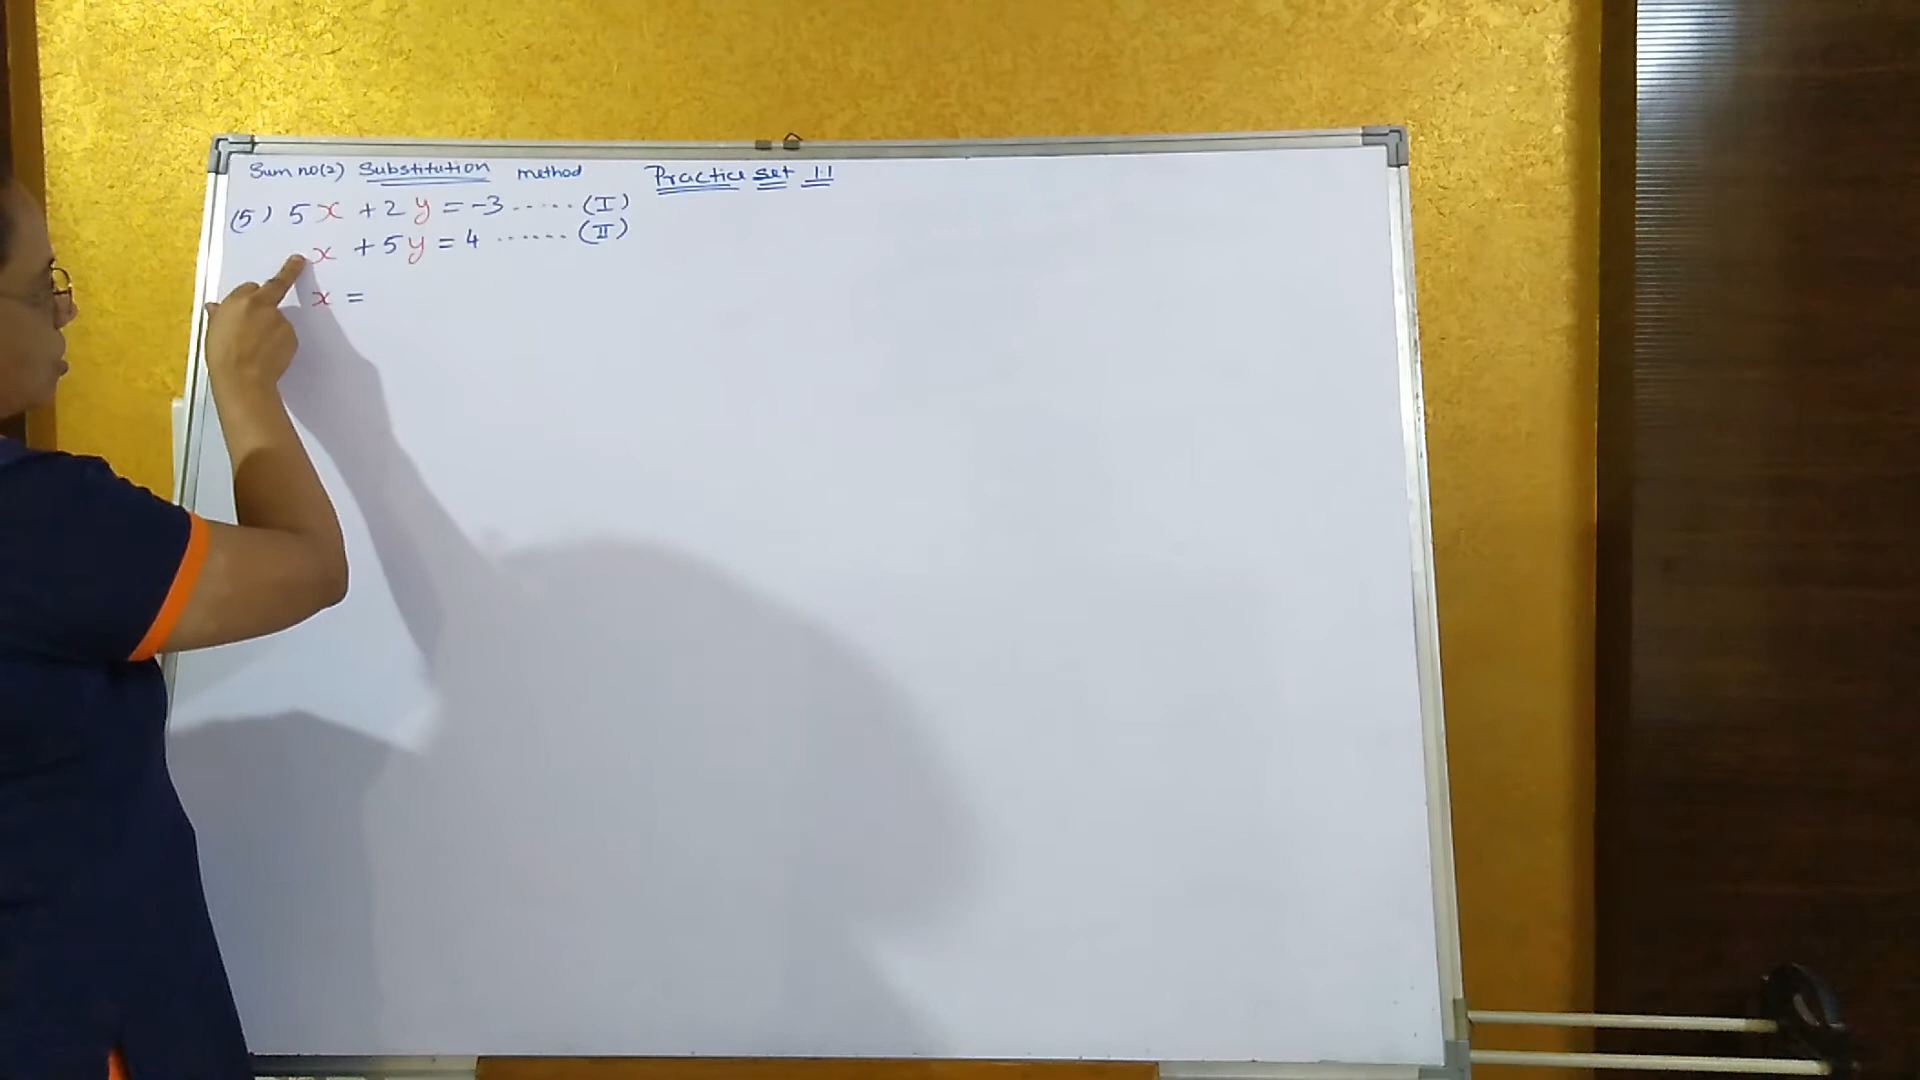 Sum no(2) Substitution method Practice set 1.1
(5) 5x + 2y = -3 ...... (I)
x + 5y = 4 ...... (II)
x =